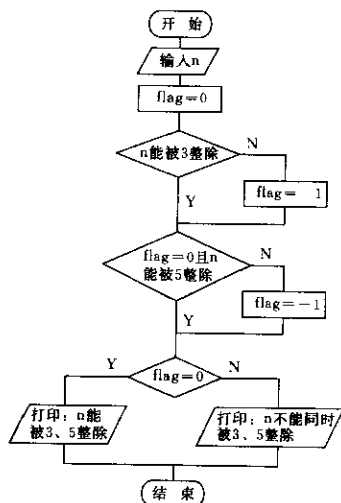 开 始
输入n
flag=0
n能被3整除
N
Y
flag= 1
flag=0且n
能被5整除
N
Y
flag=-1
Y
flag=0
N
打印：n能
被3、5整除
打印：n不能同时
被3、5整除
结 束